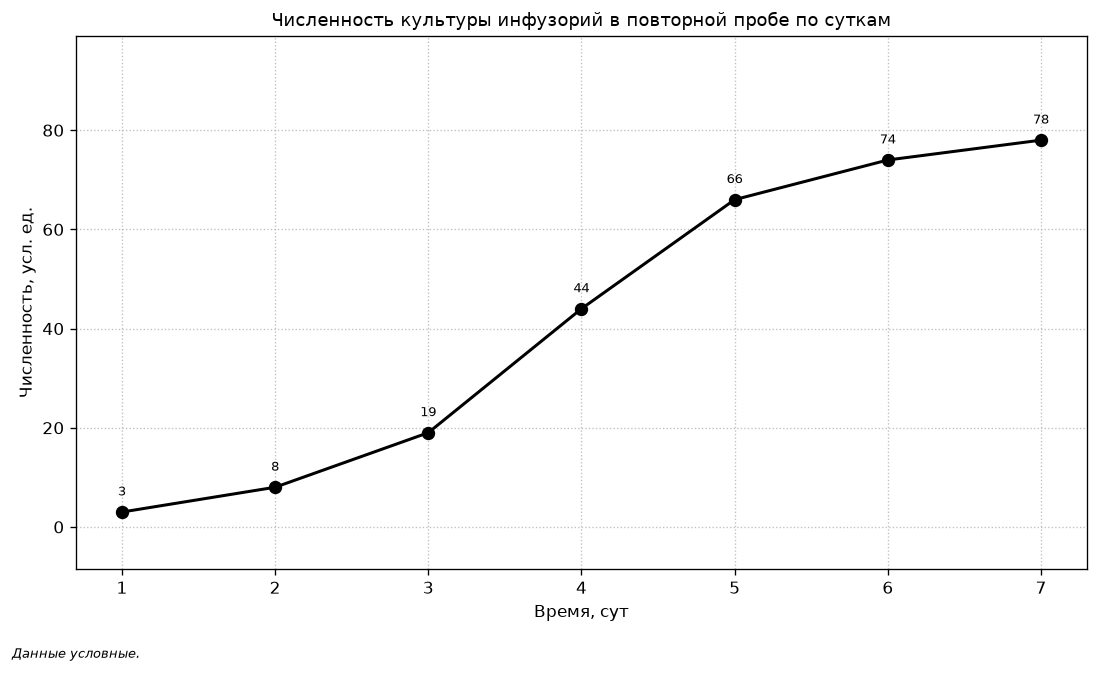 Численность культуры инфузорий в повторной пробе по суткам
Численность, усл. ед.
80
60
40
20
0
3
8
19
44
66
74
78
1 2 3 4 5 6 7
Время, сут
Данные условные.